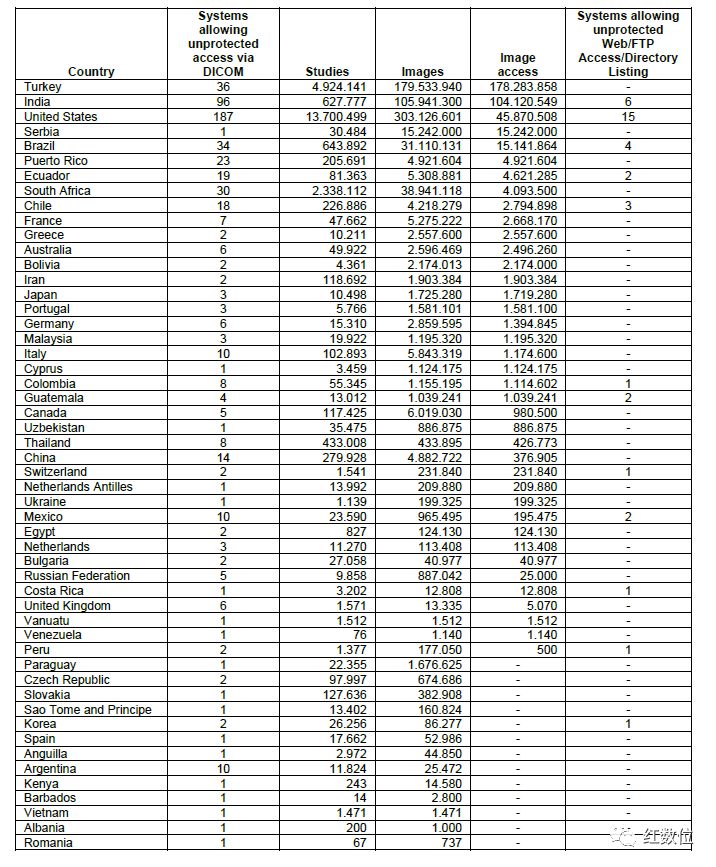 Country | Systems allowing unprotected access via DICOM | Studies | Images | Image access | Systems allowing unprotected Web/FTP Access/Directory Listing
Turkey 36 4.924.141 179.533.940 178.283.858 -
India 96 627.777 105.941.300 104.120.549 6
United States 187 13.700.499 303.126.601 45.870.508 15
Serbia 1 30.484 15.242.000 15.242.000 -
Brazil 34 643.892 31.110.131 15.141.864 4
Puerto Rico 23 205.691 4.921.604 4.921.604 -
Ecuador 19 81.363 5.308.881 4.621.285 2
South Africa 30 2.338.112 38.941.118 4.093.500 -
Chile 18 226.886 4.218.279 2.794.898 3
France 7 47.662 5.275.222 2.668.170 -
Greece 2 10.211 2.557.600 2.557.600 -
Australia 6 49.922 2.596.469 2.496.260 -
Bolivia 2 4.361 2.174.013 2.174.000 -
Iran 2 118.692 1.903.384 1.903.384 -
Japan 3 10.498 1.725.280 1.719.280 -
Portugal 3 5.766 1.581.101 1.581.100 -
Germany 6 15.310 2.859.595 1.394.845 -
Malaysia 3 19.922 1.195.320 1.195.320 -
Italy 10 102.893 5.843.319 1.174.600 -
Cyprus 1 3.459 1.124.175 1.124.175 -
Colombia 8 55.345 1.155.195 1.114.602 1
Guatemala 4 13.012 1.039.241 1.039.241 2
Canada 5 117.425 6.019.030 980.500 -
Uzbekistan 1 35.475 886.875 886.875 -
Thailand 8 433.008 433.895 426.773 -
China 14 279.928 4.882.722 376.905 -
Switzerland 2 1.541 231.840 231.840 1
Netherlands Antilles 1 13.992 209.880 209.880 -
Ukraine 1 1.139 199.325 199.325 -
Mexico 10 23.590 965.495 195.475 2
Egypt 2 827 124.130 124.130 -
Netherlands 3 11.270 113.408 113.408 -
Bulgaria 2 27.058 40.977 40.977 -
Russian Federation 5 9.858 887.042 25.000 -
Costa Rica 1 3.202 12.808 12.808 1
United Kingdom 6 1.571 13.335 5.070 -
Vanuatu 1 1.512 1.512 1.512 -
Venezuela 1 76 1.140 1.140 -
Peru 2 1.377 177.050 500 1
Paraguay 1 22.355 1.676.625 - -
Czech Republic 2 97.997 674.686 - -
Slovakia 1 127.636 382.908 - -
Sao Tome and Principe 1 13.402 160.824 - -
Korea 2 26.256 86.277 - 1
Spain 1 17.662 52.986 - -
Anguilla 1 2.972 44.850 - -
Argentina 10 11.824 25.472 - -
Kenya 1 243 14.580 - -
Barbados 1 14 2.800 - -
Vietnam 1 1.471 1.471 - -
Albania 1 200 1.000 -
Romania 1 67 737 - -
红数位